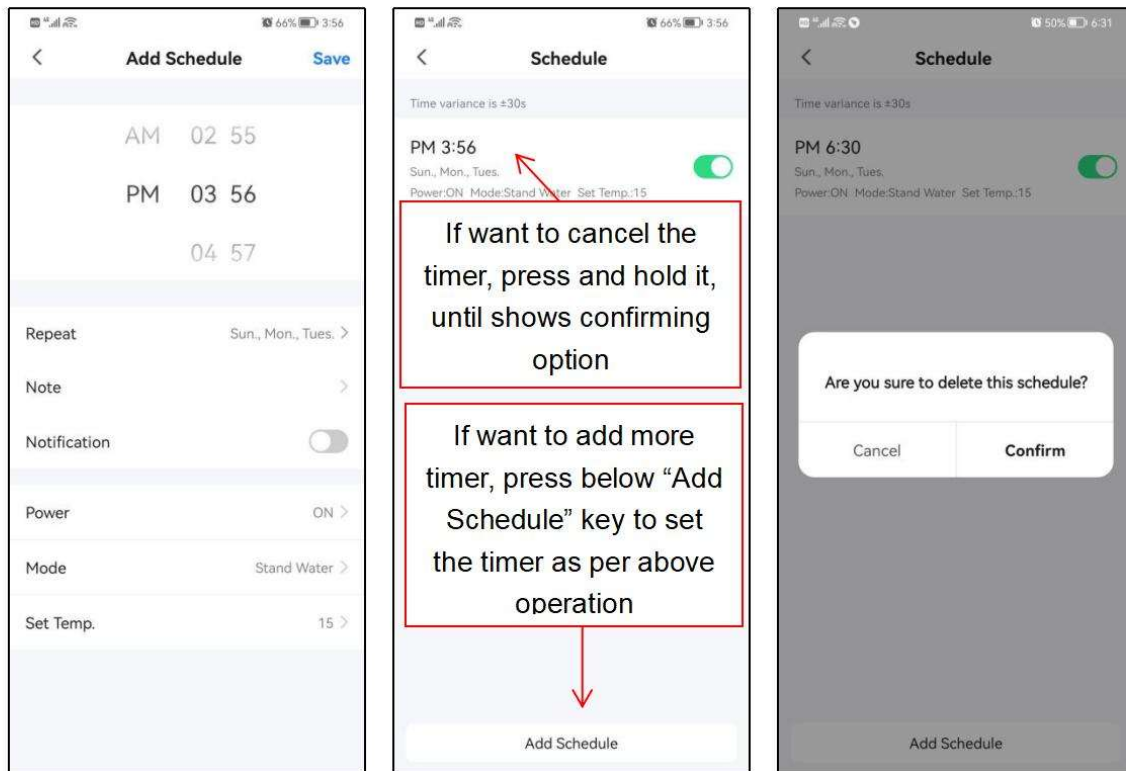 66% 3:56
Add Schedule Save
AM 02 55
PM 03 56
04 57
Repeat Sun., Mon., Tues. >
Note >
Notification
Power ON >
Mode Stand Water >
Set Temp. 15 >
66% 3:56
Schedule
Time variance is ±30s
PM 3:56
Sun., Mon., Tues.
Power:ON Mode:Stand Water Set Temp.:15
If want to cancel the
timer, press and hold it,
until shows confirming
option
If want to add more
timer, press below “Add
Schedule” key to set
the timer as per above
operation
Add Schedule
50% 6:31
Schedule
Time variance is ±30s
PM 6:30
Sun., Mon., Tues.
Power:ON Mode:Stand Water Set Temp.:15
Are you sure to delete this schedule?
Cancel Confirm
Add Schedule